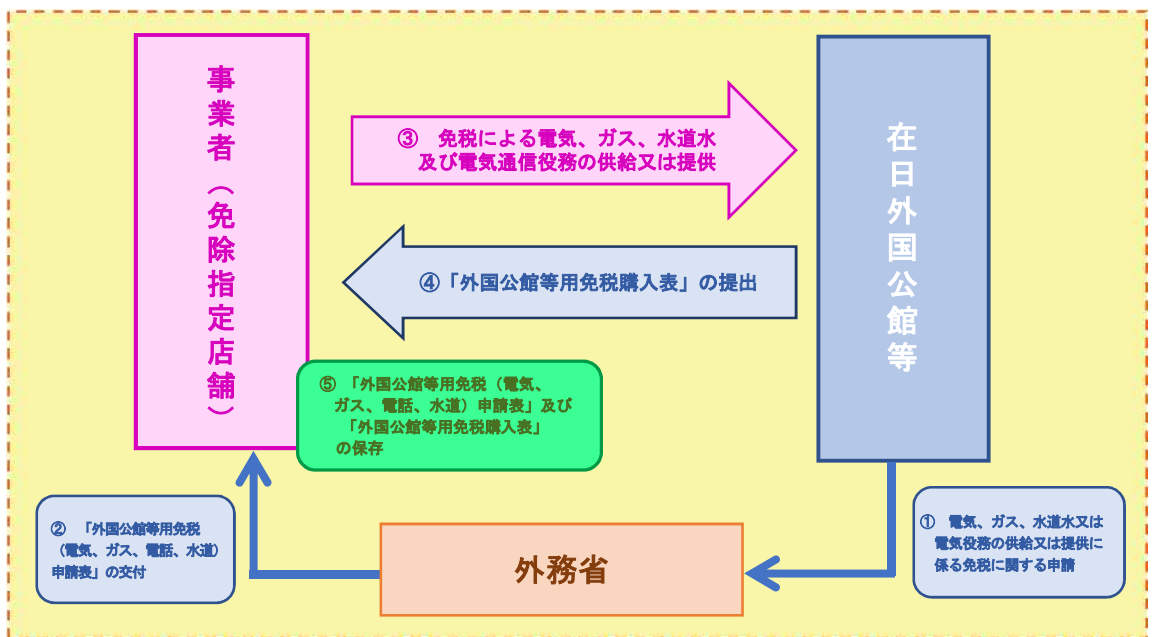 事業者（免除指定店舗）
③　免税による電気、ガス、水道水
及び電気通信役務の供給又は提供
在日外国公館等
④「外国公館等用免税購入表」の提出
⑤　「外国公館等用免税（電気、
ガス、電話、水道）申請表」及び
「外国公館等用免税購入表」
の保存
②　「外国公館等用免税
（電気、ガス、電話、水道）
申請表」の交付
外務省
①　電気、ガス、水道水又は
電気役務の供給又は提供に
係る免税に関する申請